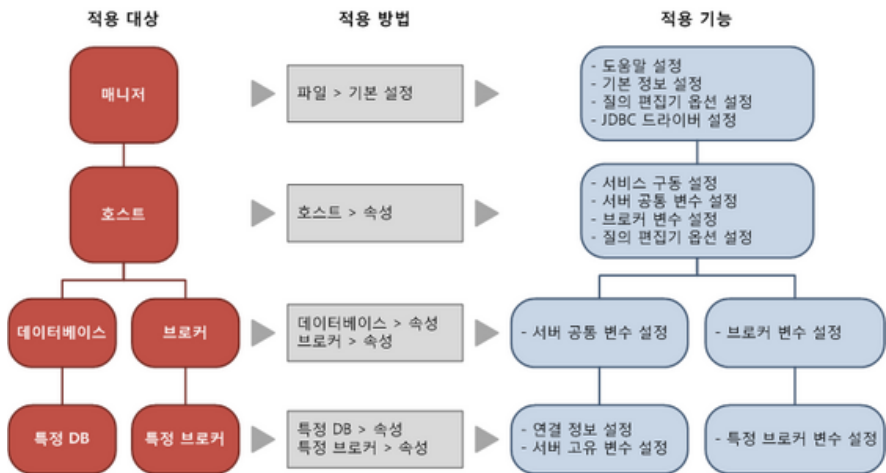 적용 대상
적용 방법
적용 기능
매니저
파일 > 기본 설정
- 도움말 설정
- 기본 정보 설정
- 질의 편집기 옵션 설정
- JDBC 드라이버 설정
호스트
호스트 > 속성
- 서비스 구동 설정
- 서버 공통 변수 설정
- 브로커 변수 설정
- 질의 편집기 옵션 설정
데이터베이스
브로커
데이터베이스 > 속성
브로커 > 속성
- 서버 공통 변수 설정
- 브로커 변수 설정
특정 DB
특정 브로커
특정 DB > 속성
특정 브로커 > 속성
- 연결 정보 설정
- 서버 고유 변수 설정
- 특정 브로커 변수 설정